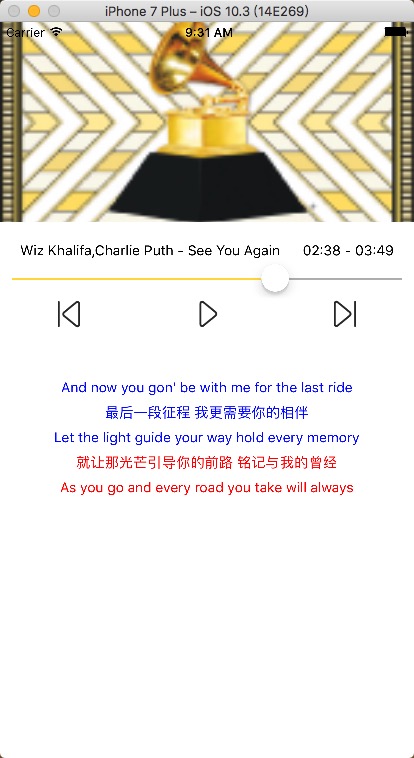 iPhone 7 Plus – iOS 10.3 (14E269)
Carrier 9:31 AM
Wiz Khalifa,Charlie Puth - See You Again 02:38 - 03:49
And now you gon' be with me for the last ride
最后一段征程 我更需要你的相伴
Let the light guide your way hold every memory
就让那光芒引导你的前路 铭记与我的曾经
As you go and every road you take will always